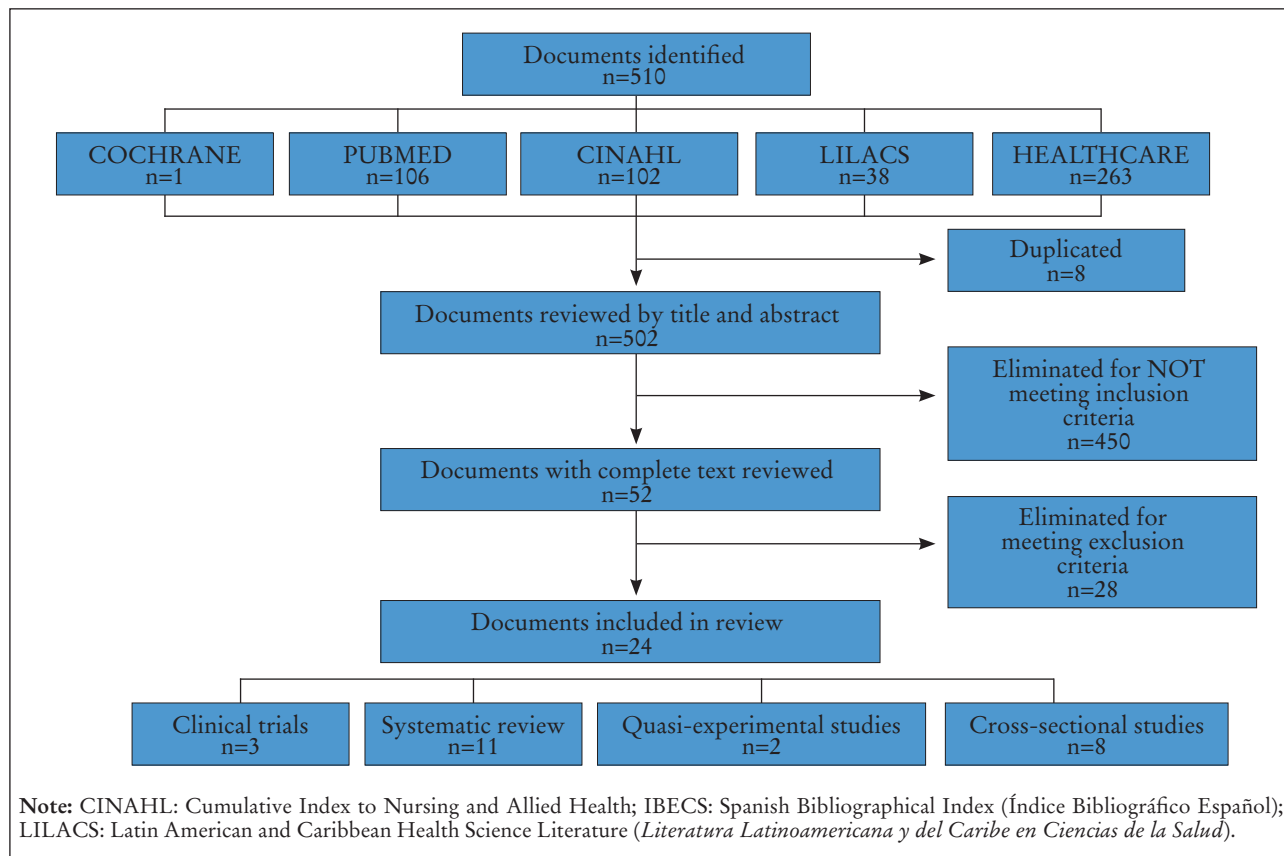 Documents identified
n=510
COCHRANE
n=1
PUBMED
n=106
CINAHL
n=102
LILACS
n=38
HEALTHCARE
n=263
Duplicated
n=8
Documents reviewed by title and abstract
n=502
Eliminated for NOT
meeting inclusion
criteria
n=450
Documents with complete text reviewed
n=52
Eliminated for
meeting exclusion
criteria
n=28
Documents included in review
n=24
Clinical trials
n=3
Systematic review
n=11
Quasi-experimental studies
n=2
Cross-sectional studies
n=8
Note: CINAHL: Cumulative Index to Nursing and Allied Health; IBECS: Spanish Bibliographical Index (Índice Bibliográfico Español);
LILACS: Latin American and Caribbean Health Science Literature (Literatura Latinoamericana y del Caribe en Ciencias de la Salud).